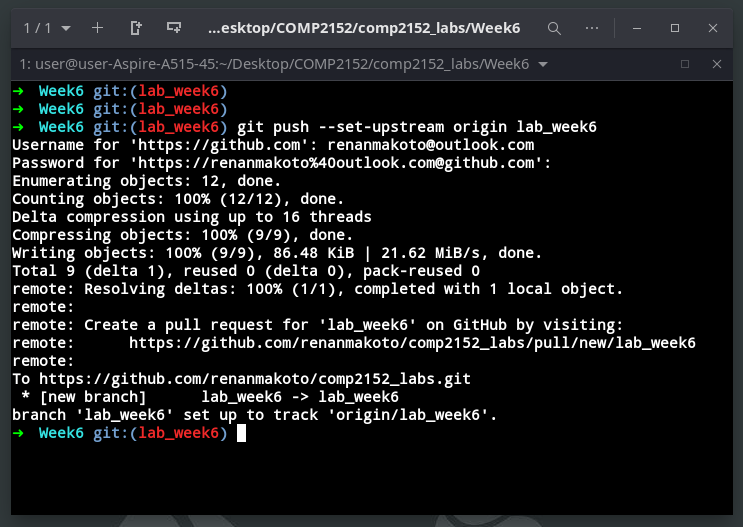 1 / 1
...esktop/COMP2152/comp2152_labs/Week6
1: user@user-Aspire-A515-45:~/Desktop/COMP2152/comp2152_labs/Week6
➜ Week6 git:(lab_week6)
➜ Week6 git:(lab_week6)
➜ Week6 git:(lab_week6) git push --set-upstream origin lab_week6
Username for 'https://github.com': renanmakoto@outlook.com
Password for 'https://renanmakoto%40outlook.com@github.com':
Enumerating objects: 12, done.
Counting objects: 100% (12/12), done.
Delta compression using up to 16 threads
Compressing objects: 100% (9/9), done.
Writing objects: 100% (9/9), 86.48 KiB | 21.62 MiB/s, done.
Total 9 (delta 1), reused 0 (delta 0), pack-reused 0
remote: Resolving deltas: 100% (1/1), completed with 1 local object.
remote:
remote: Create a pull request for 'lab_week6' on GitHub by visiting:
remote:      https://github.com/renanmakoto/comp2152_labs/pull/new/lab_week6
remote:
To https://github.com/renanmakoto/comp2152_labs.git
 * [new branch]      lab_week6 -> lab_week6
branch 'lab_week6' set up to track 'origin/lab_week6'.
➜ Week6 git:(lab_week6)